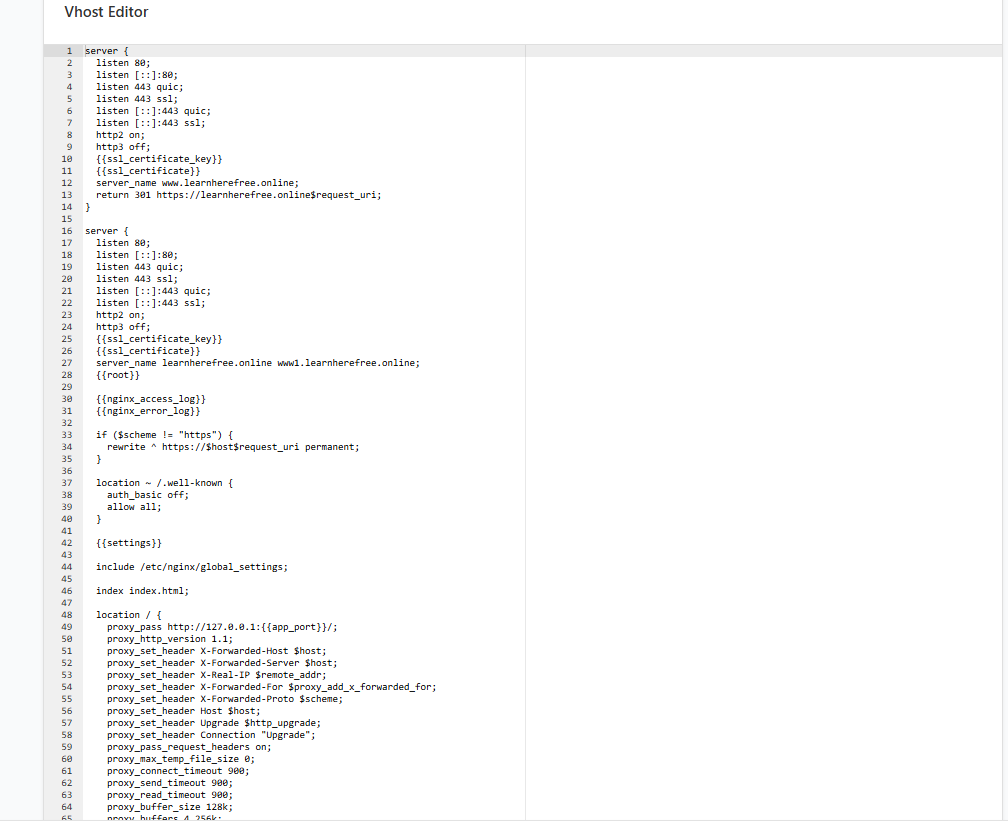 Vhost Editor
1 server {
2 listen 80;
3 listen [::]:80;
4 listen 443 quic;
5 listen 443 ssl;
6 listen [::]:443 quic;
7 listen [::]:443 ssl;
8 http2 on;
9 http3 off;
10 {{ssl_certificate_key}}
11 {{ssl_certificate}}
12 server_name www.learnherefree.online;
13 return 301 https://learnherefree.online$request_uri;
14 }
15
16 server {
17 listen 80;
18 listen [::]:80;
19 listen 443 quic;
20 listen 443 ssl;
21 listen [::]:443 quic;
22 listen [::]:443 ssl;
23 http2 on;
24 http3 off;
25 {{ssl_certificate_key}}
26 {{ssl_certificate}}
27 server_name learnherefree.online www1.learnherefree.online;
28 {{root}}
29
30 {{nginx_access_log}}
31 {{nginx_error_log}}
32
33 if ($scheme != "https") {
34 rewrite ^ https://$host$request_uri permanent;
35 }
36
37 location ~ /.well-known {
38 auth_basic off;
39 allow all;
40 }
41
42 {{settings}}
43
44 include /etc/nginx/global_settings;
45
46 index index.html;
47
48 location / {
49 proxy_pass http://127.0.0.1:{{app_port}}/;
50 proxy_http_version 1.1;
51 proxy_set_header X-Forwarded-Host $host;
52 proxy_set_header X-Forwarded-Server $host;
53 proxy_set_header X-Real-IP $remote_addr;
54 proxy_set_header X-Forwarded-For $proxy_add_x_forwarded_for;
55 proxy_set_header X-Forwarded-Proto $scheme;
56 proxy_set_header Host $host;
57 proxy_set_header Upgrade $http_upgrade;
58 proxy_set_header Connection "Upgrade";
59 proxy_pass_request_headers on;
60 proxy_max_temp_file_size 0;
61 proxy_connect_timeout 900;
62 proxy_send_timeout 900;
63 proxy_read_timeout 900;
64 proxy_buffer_size 128k;
65 proxy_buffers 4 256k;